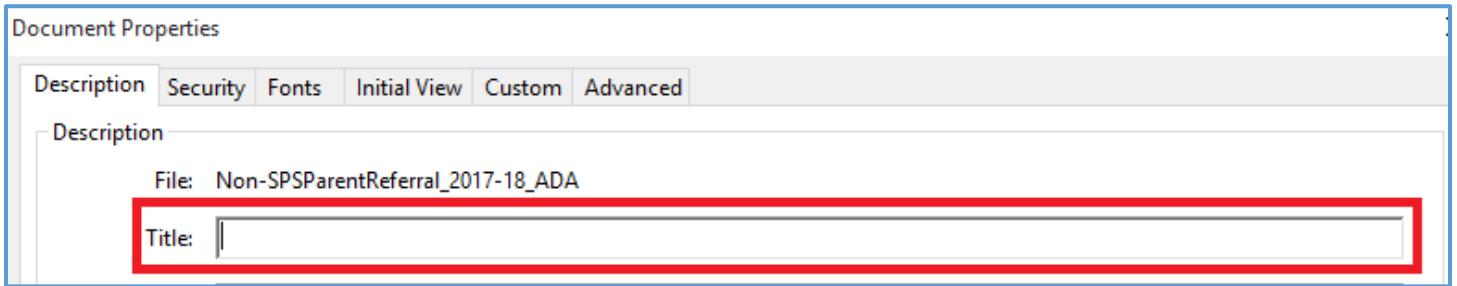 Document Properties
Description Security Fonts Initial View Custom Advanced
Description
File: Non-SPSParentReferral_2017-18_ADA
Title: